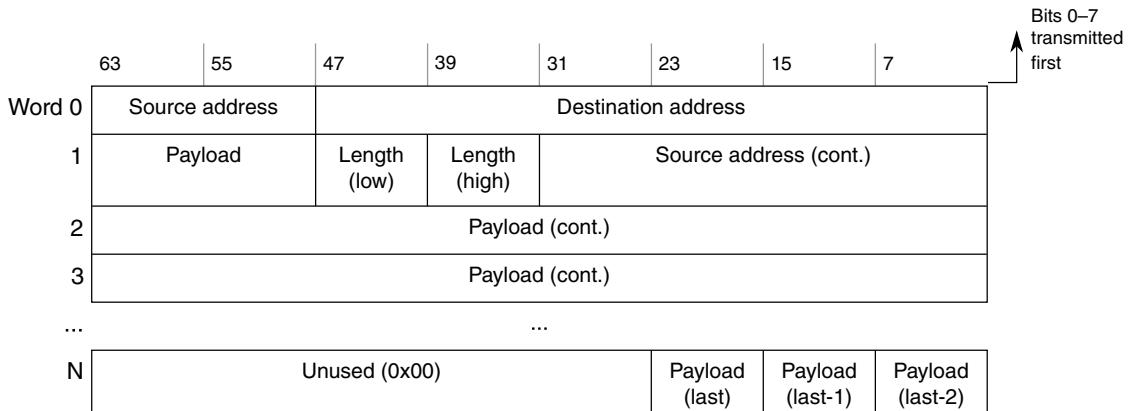 Bits 0–7
transmitted
first
63 55 47 39 31 23 15 7
Word 0 Source address Destination address
1 Payload Length Length Source address (cont.)
(low) (high)
2 Payload (cont.)
3 Payload (cont.)
... ...
N Unused (0x00) Payload Payload Payload
(last) (last-1) (last-2)